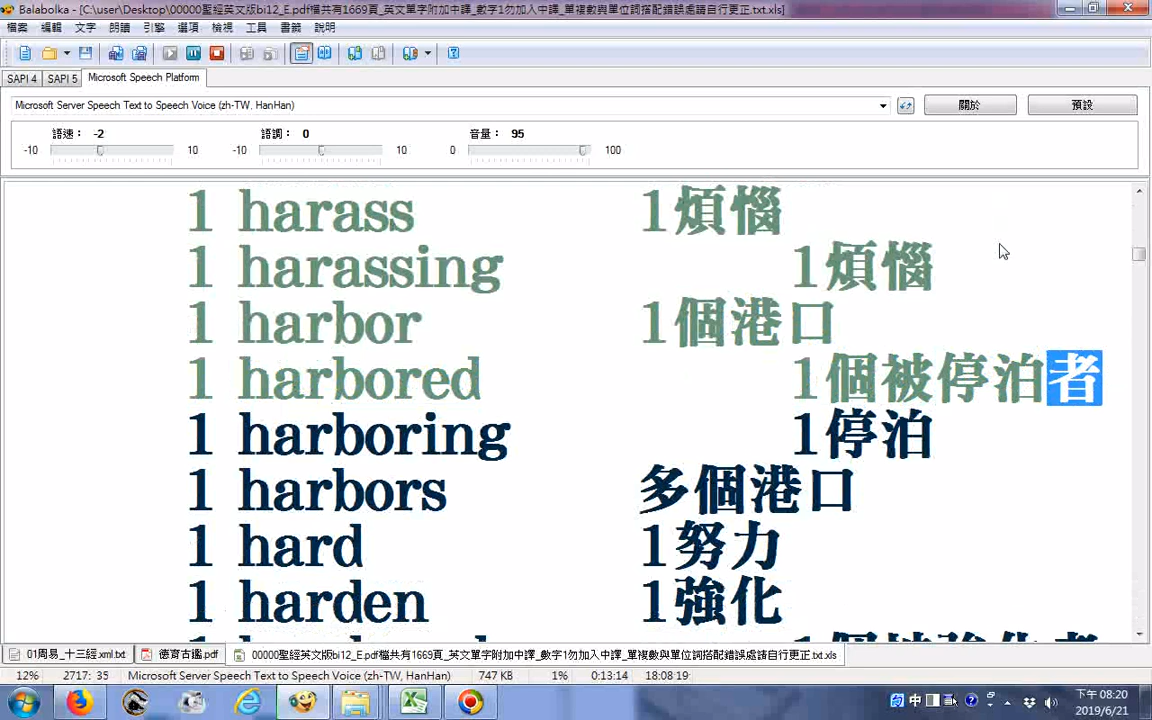 Balabolka - [C:\user\Desktop\00000聖經英文版bi12_E.pdf檔共有1669頁_英文單字附加中譯_數字1勿加入中譯_單複數與單位詞搭配錯誤處請自行更正.txt.xls]
檔案 編輯 文字 朗讀 引擎 選項 檢視 工具 書籤 說明
SAPI 4 SAPI 5 Microsoft Speech Platform
Microsoft Server Speech Text to Speech Voice (zh-TW, HanHan) 關於 預設
語速： -2 語調： 0 音量： 95
-10 10 -10 10 0 100
1 harass 1煩惱
1 harassing 1煩惱
1 harbor 1個港口
1 harbored 1個被停泊者
1 harboring 1停泊
1 harbors 多個港口
1 hard 1努力
1 harden 1強化
01周易_十三經.xml.txt 德育古鑑.pdf 00000聖經英文版bi12_E.pdf檔共有1669頁_英文單字附加中譯_數字1勿加入中譯_單複數與單位詞搭配錯誤處請自行更正.txt.xls
12% 2717: 35 Microsoft Server Speech Text to Speech Voice (zh-TW, HanHan) 747 KB 1% 0:13:14 18:08:19
中 下午 08:20
2019/6/21